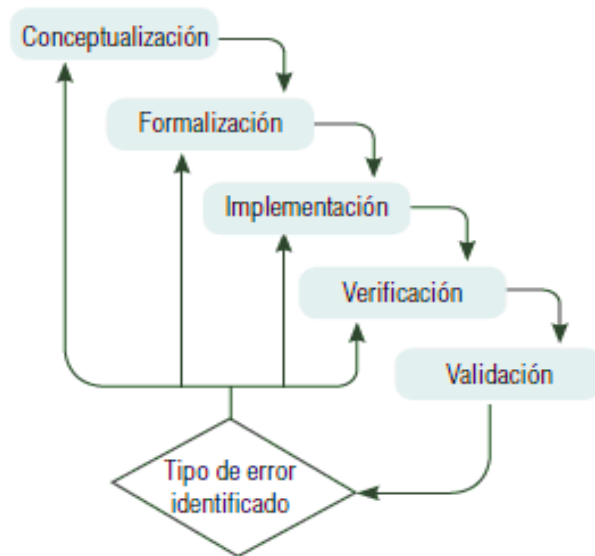 Conceptualización
Formalización
Implementación
Verificación
Validación
Tipo de error
identificado